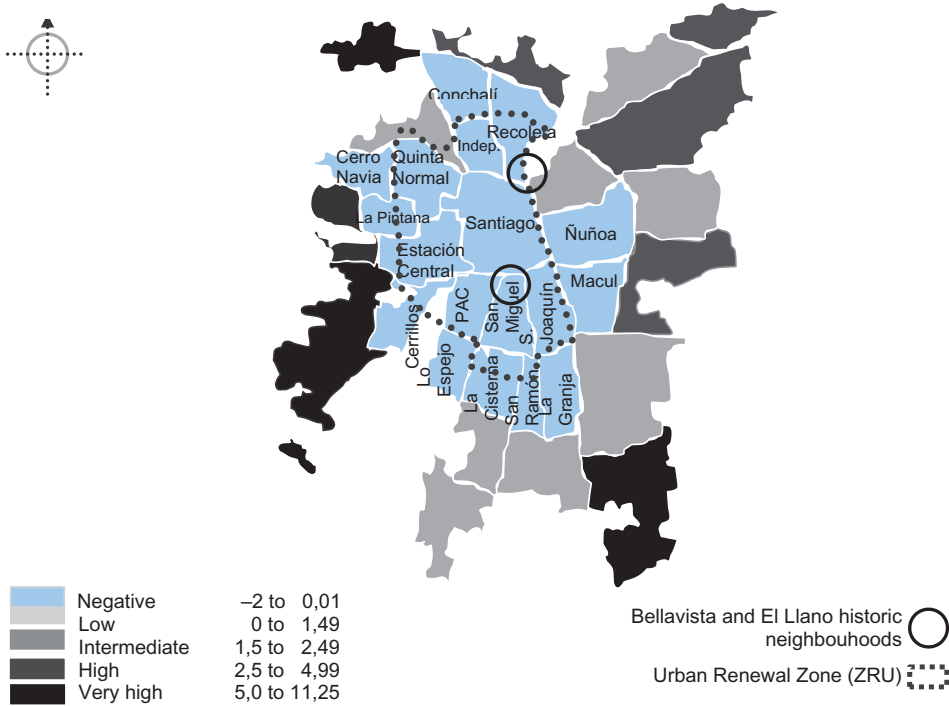 Conchalí
Recoleta
Indep.
Cerro
Navia
Quinta
Normal
La Pintana
Santiago
Ñuñoa
Estación
Central
Macul
Cerrillos
PAC
San
Miguel
S.
Joaquín
Lo
Espejo
La
Cisterna
San
Ramón
La
Granja
Negative –2 to 0,01
Low 0 to 1,49
Intermediate 1,5 to 2,49
High 2,5 to 4,99
Very high 5,0 to 11,25
Bellavista and El Llano historic
neighbouhoods
Urban Renewal Zone (ZRU)